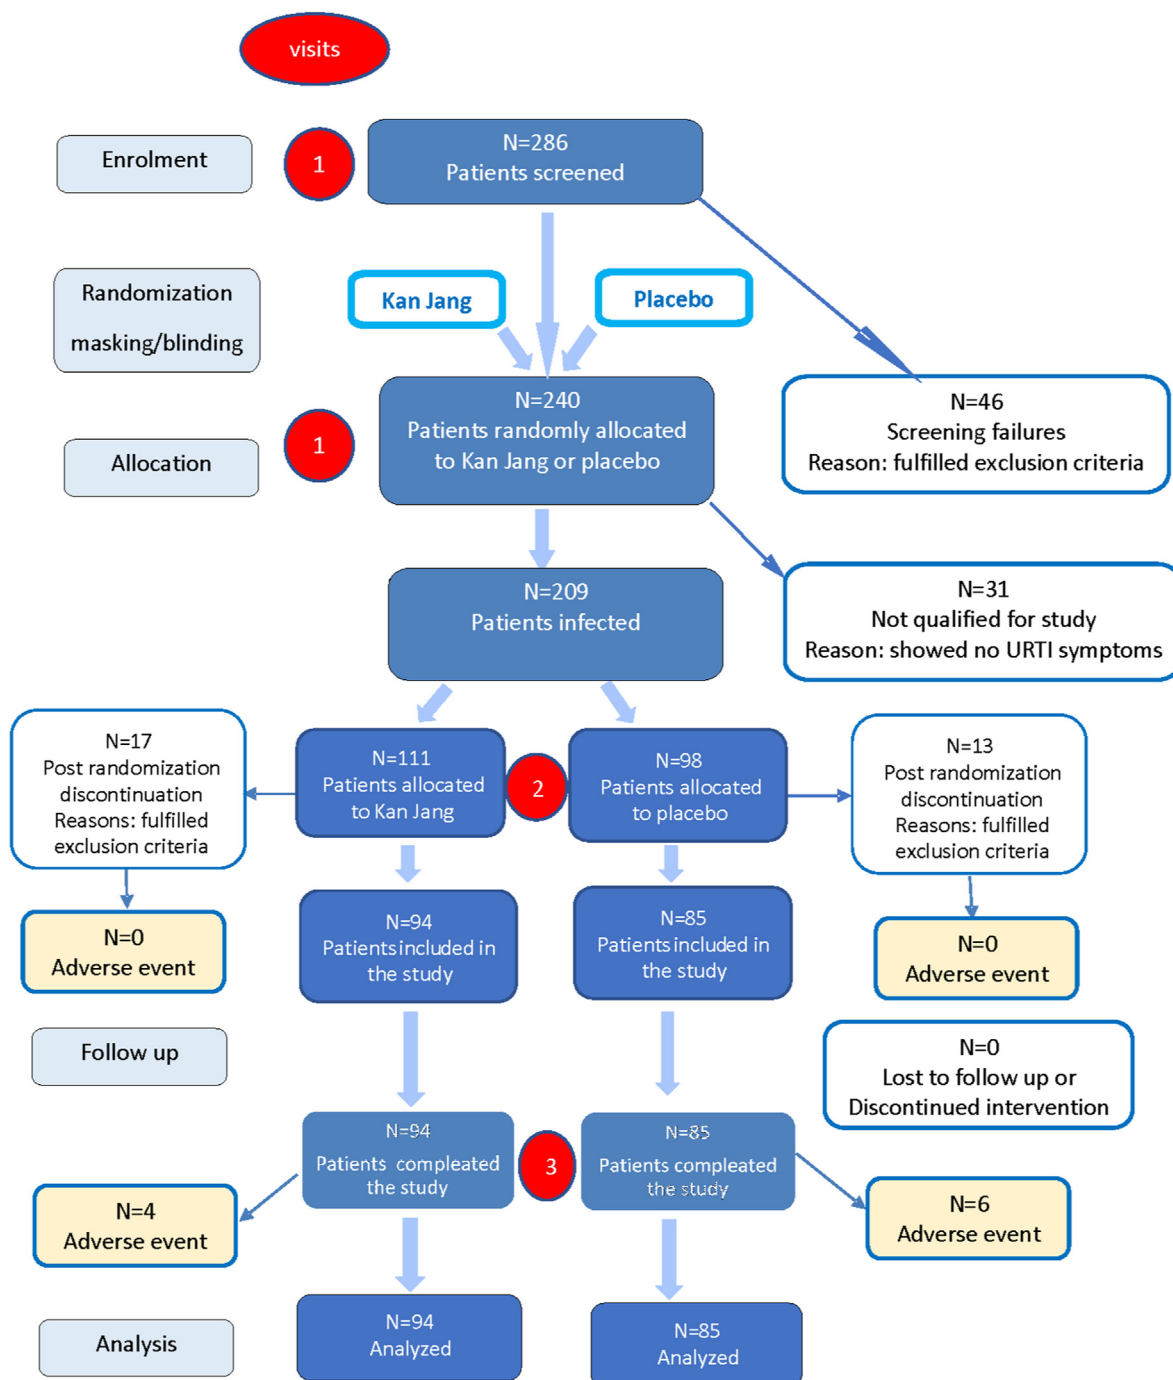 visits
Enrolment
1
N=286
Patients screened
Randomization
masking/blinding
Kan Jang
Placebo
N=46
Screening failures
Reason: fulfilled exclusion criteria
Allocation
1
N=240
Patients randomly allocated
to Kan Jang or placebo
N=209
Patients infected
N=31
Not qualified for study
Reason: showed no URTI symptoms
N=17
Post randomization
discontinuation
Reasons: fulfilled
exclusion criteria
N=111
Patients allocated
to Kan Jang
2
N=98
Patients allocated
to placebo
N=13
Post randomization
discontinuation
Reasons: fulfilled
exclusion criteria
N=0
Adverse event
N=94
Patients included in
the study
N=85
Patients included in
the study
N=0
Adverse event
Follow up
N=0
Lost to follow up or
Discontinued intervention
N=94
Patients compleated
the study
3
N=85
Patients compleated
the study
N=4
Adverse event
N=6
Adverse event
Analysis
N=94
Analyzed
N=85
Analyzed